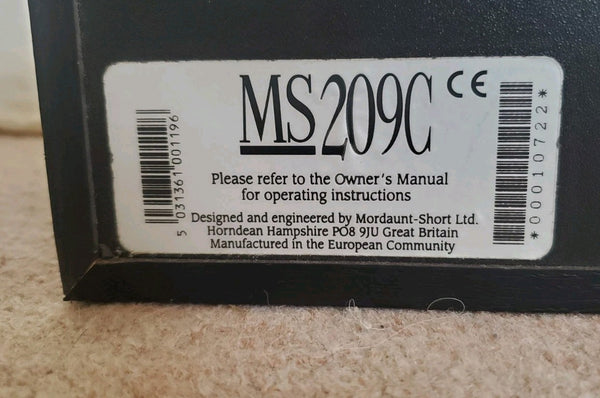 MS209C CE
Please refer to the Owner's Manual
for operating instructions
Designed and engineered by Mordaunt-Short Ltd.
Horndean Hampshire PO8 9JU Great Britain
Manufactured in the European Community
5 031361 001196
*00010722*